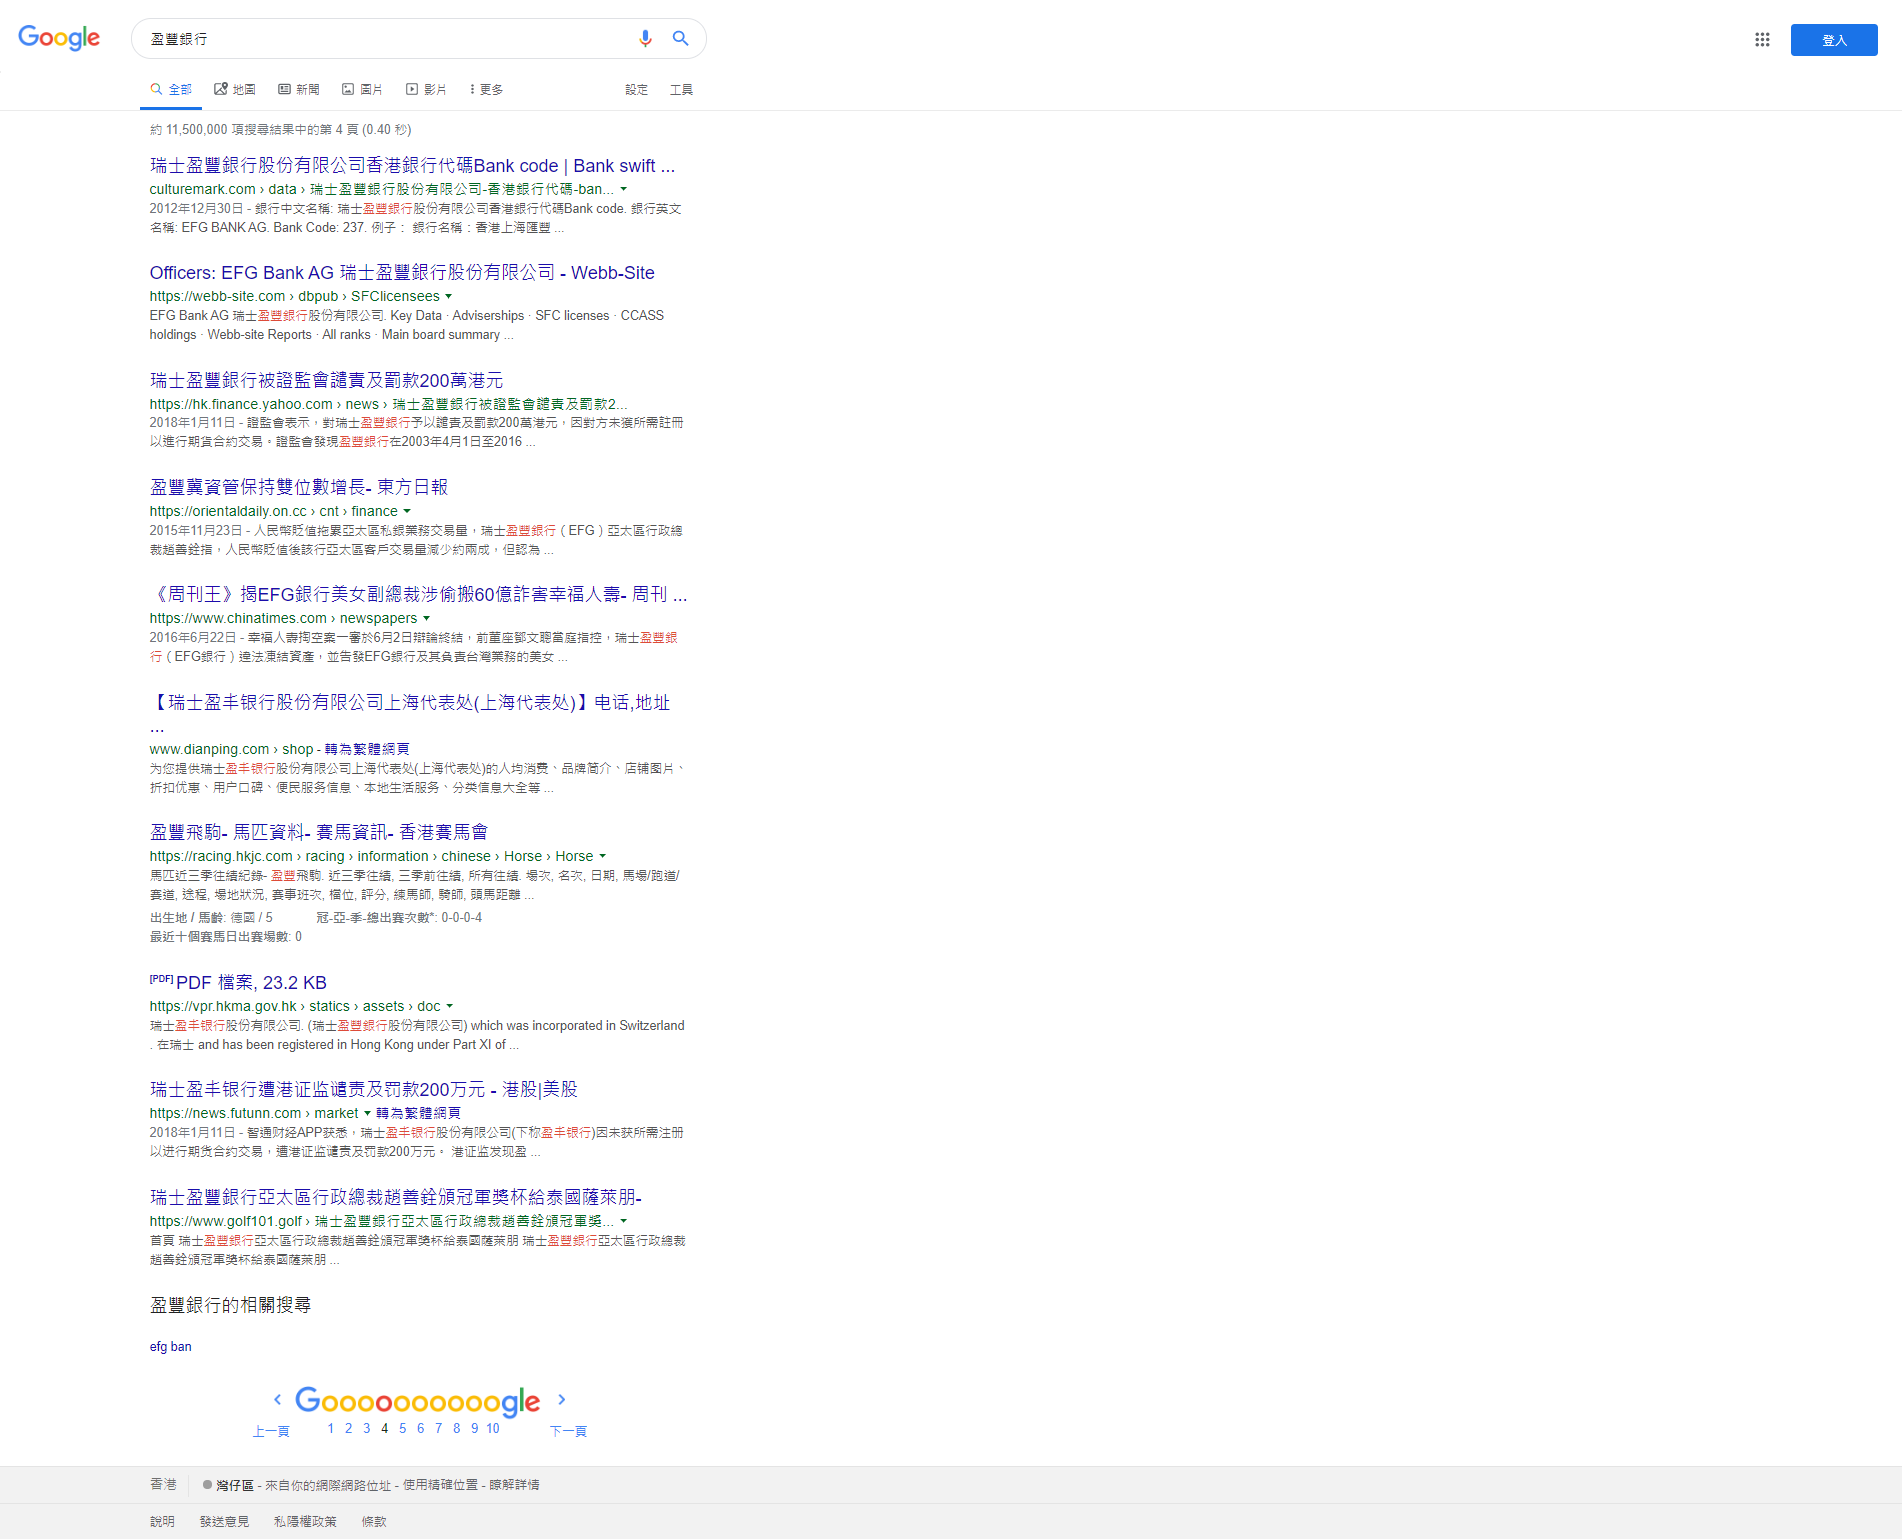 Google
盈豐銀行
登入
全部 地圖 新聞 圖片 影片 更多 設定 工具
約 11,500,000 項搜尋結果中的第 4 頁 (0.40 秒)
瑞士盈豐銀行股份有限公司香港銀行代碼Bank code | Bank swift ...
culturemark.com › data › 瑞士盈豐銀行股份有限公司-香港銀行代碼-ban...
2012年12月30日 - 銀行中文名稱: 瑞士盈豐銀行股份有限公司香港銀行代碼Bank code. 銀行英文
名稱: EFG BANK AG. Bank Code: 237. 例子： 銀行名稱：香港上海匯豐 ...
Officers: EFG Bank AG 瑞士盈豐銀行股份有限公司 - Webb-Site
https://webb-site.com › dbpub › SFClicensees
EFG Bank AG 瑞士盈豐銀行股份有限公司. Key Data · Adviserships · SFC licenses · CCASS
holdings · Webb-site Reports · All ranks · Main board summary ...
瑞士盈豐銀行被證監會譴責及罰款200萬港元
https://hk.finance.yahoo.com › news › 瑞士盈豐銀行被證監會譴責及罰款2...
2018年1月11日 - 證監會表示，對瑞士盈豐銀行予以譴責及罰款200萬港元，因對方未獲所需註冊
以進行期貨合約交易。證監會發現盈豐銀行在2003年4月1日至2016 ...
盈豐冀資管保持雙位數增長- 東方日報
https://orientaldaily.on.cc › cnt › finance
2015年11月23日 - 人民幣貶值拖累亞太區私銀業務交易量，瑞士盈豐銀行（EFG）亞太區行政總
裁趙善銓指，人民幣貶值後該行亞太區客戶交易量減少約兩成，但認為 ...
《周刊王》揭EFG銀行美女副總裁涉偷搬60億詐害幸福人壽- 周刊 ...
https://www.chinatimes.com › newspapers
2016年6月22日 - 幸福人壽掏空案一審於6月2日辯論終結，前董座鄧文聰當庭指控，瑞士盈豐銀
行（EFG銀行）違法凍結資產，並告發EFG銀行及其負責台灣業務的美女 ...
【瑞士盈丰银行股份有限公司上海代表处(上海代表处)】电话,地址
...
www.dianping.com › shop - 轉為繁體網頁
为您提供瑞士盈丰银行股份有限公司上海代表处(上海代表处)的人均消费、品牌简介、店铺图片、
折扣优惠、用户口碑、便民服务信息、本地生活服务、分类信息大全等 ...
盈豐飛駒- 馬匹資料- 賽馬資訊- 香港賽馬會
https://racing.hkjc.com › racing › information › chinese › Horse › Horse
馬匹近三季往績紀錄- 盈豐飛駒. 近三季往績, 三季前往績, 所有往績. 場次, 名次, 日期, 馬場/跑道/
賽道, 途程, 場地狀況, 賽事班次, 檔位, 評分, 練馬師, 騎師, 頭馬距離 ...
出生地 / 馬齡: 德國 / 5 冠-亞-季-總出賽次數*: 0-0-0-4
最近十個賽馬日出賽場數: 0
[PDF] PDF 檔案, 23.2 KB
https://vpr.hkma.gov.hk › statics › assets › doc
瑞士盈丰银行股份有限公司. (瑞士盈豐銀行股份有限公司) which was incorporated in Switzerland
. 在瑞士 and has been registered in Hong Kong under Part XI of ...
瑞士盈丰银行遭港证监谴责及罚款200万元 - 港股|美股
https://news.futunn.com › market 轉為繁體網頁
2018年1月11日 - 智通财经APP获悉，瑞士盈丰银行股份有限公司(下称盈丰银行)因未获所需注册
以进行期货合约交易，遭港证监谴责及罚款200万元。 港证监发现盈 ...
瑞士盈豐銀行亞太區行政總裁趙善銓頒冠軍獎杯給泰國薩萊朋-
https://www.golf101.golf › 瑞士盈豐銀行亞太區行政總裁趙善銓頒冠軍獎...
首頁 瑞士盈豐銀行亞太區行政總裁趙善銓頒冠軍獎杯給泰國薩萊朋 瑞士盈豐銀行亞太區行政總裁
趙善銓頒冠軍獎杯給泰國薩萊朋 ...
盈豐銀行的相關搜尋
efg ban
Goooooooooogle
上一頁 1 2 3 4 5 6 7 8 9 10 下一頁
香港 灣仔區 - 來自你的網際網路位址 - 使用精確位置 - 瞭解詳情
說明 發送意見 私隱權政策 條款